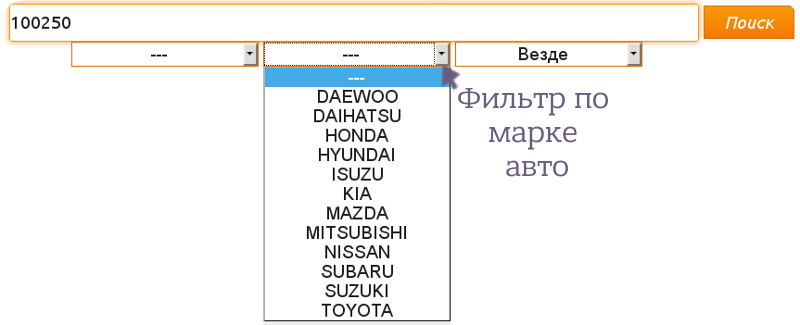 100250
Поиск
---
---
Везде
---
DAEWOO
DAIHATSU
HONDA
HYUNDAI
ISUZU
KIA
MAZDA
MITSUBISHI
NISSAN
SUBARU
SUZUKI
TOYOTA
Фильтр по
марке
авто